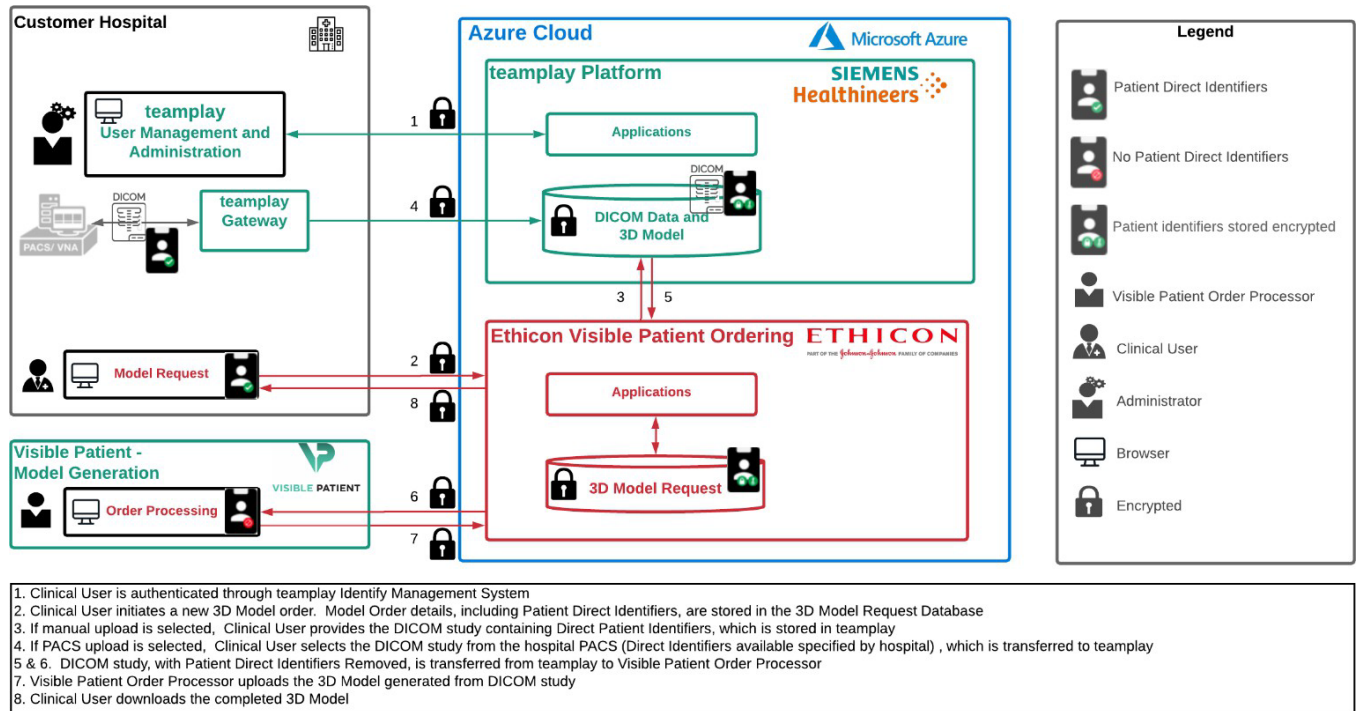 Customer Hospital
teamplay
User Management and
Administration
PACS/ VNA
DICOM
teamplay
Gateway
Model Request
Visible Patient -
Model Generation
VP
VISIBLE PATIENT
Order Processing
1
4
2
8
6
7
Azure Cloud
Microsoft Azure
teamplay Platform
SIEMENS
Healthineers
Applications
DICOM
DICOM Data and
3D Model
3
5
Ethicon Visible Patient Ordering
ETHICON
PART OF THE Johnson & Johnson FAMILY OF COMPANIES
Applications
3D Model Request
Legend
Patient Direct Identifiers
No Patient Direct Identifiers
Patient identifiers stored encrypted
Visible Patient Order Processor
Clinical User
Administrator
Browser
Encrypted
1. Clinical User is authenticated through teamplay Identify Management System
2. Clinical User initiates a new 3D Model order. Model Order details, including Patient Direct Identifiers, are stored in the 3D Model Request Database
3. If manual upload is selected, Clinical User provides the DICOM study containing Direct Patient Identifiers, which is stored in teamplay
4. If PACS upload is selected, Clinical User selects the DICOM study from the hospital PACS (Direct Identifiers available specified by hospital) , which is transferred to teamplay
5 & 6. DICOM study, with Patient Direct Identifiers Removed, is transferred from teamplay to Visible Patient Order Processor
7. Visible Patient Order Processor uploads the 3D Model generated from DICOM study
8. Clinical User downloads the completed 3D Model